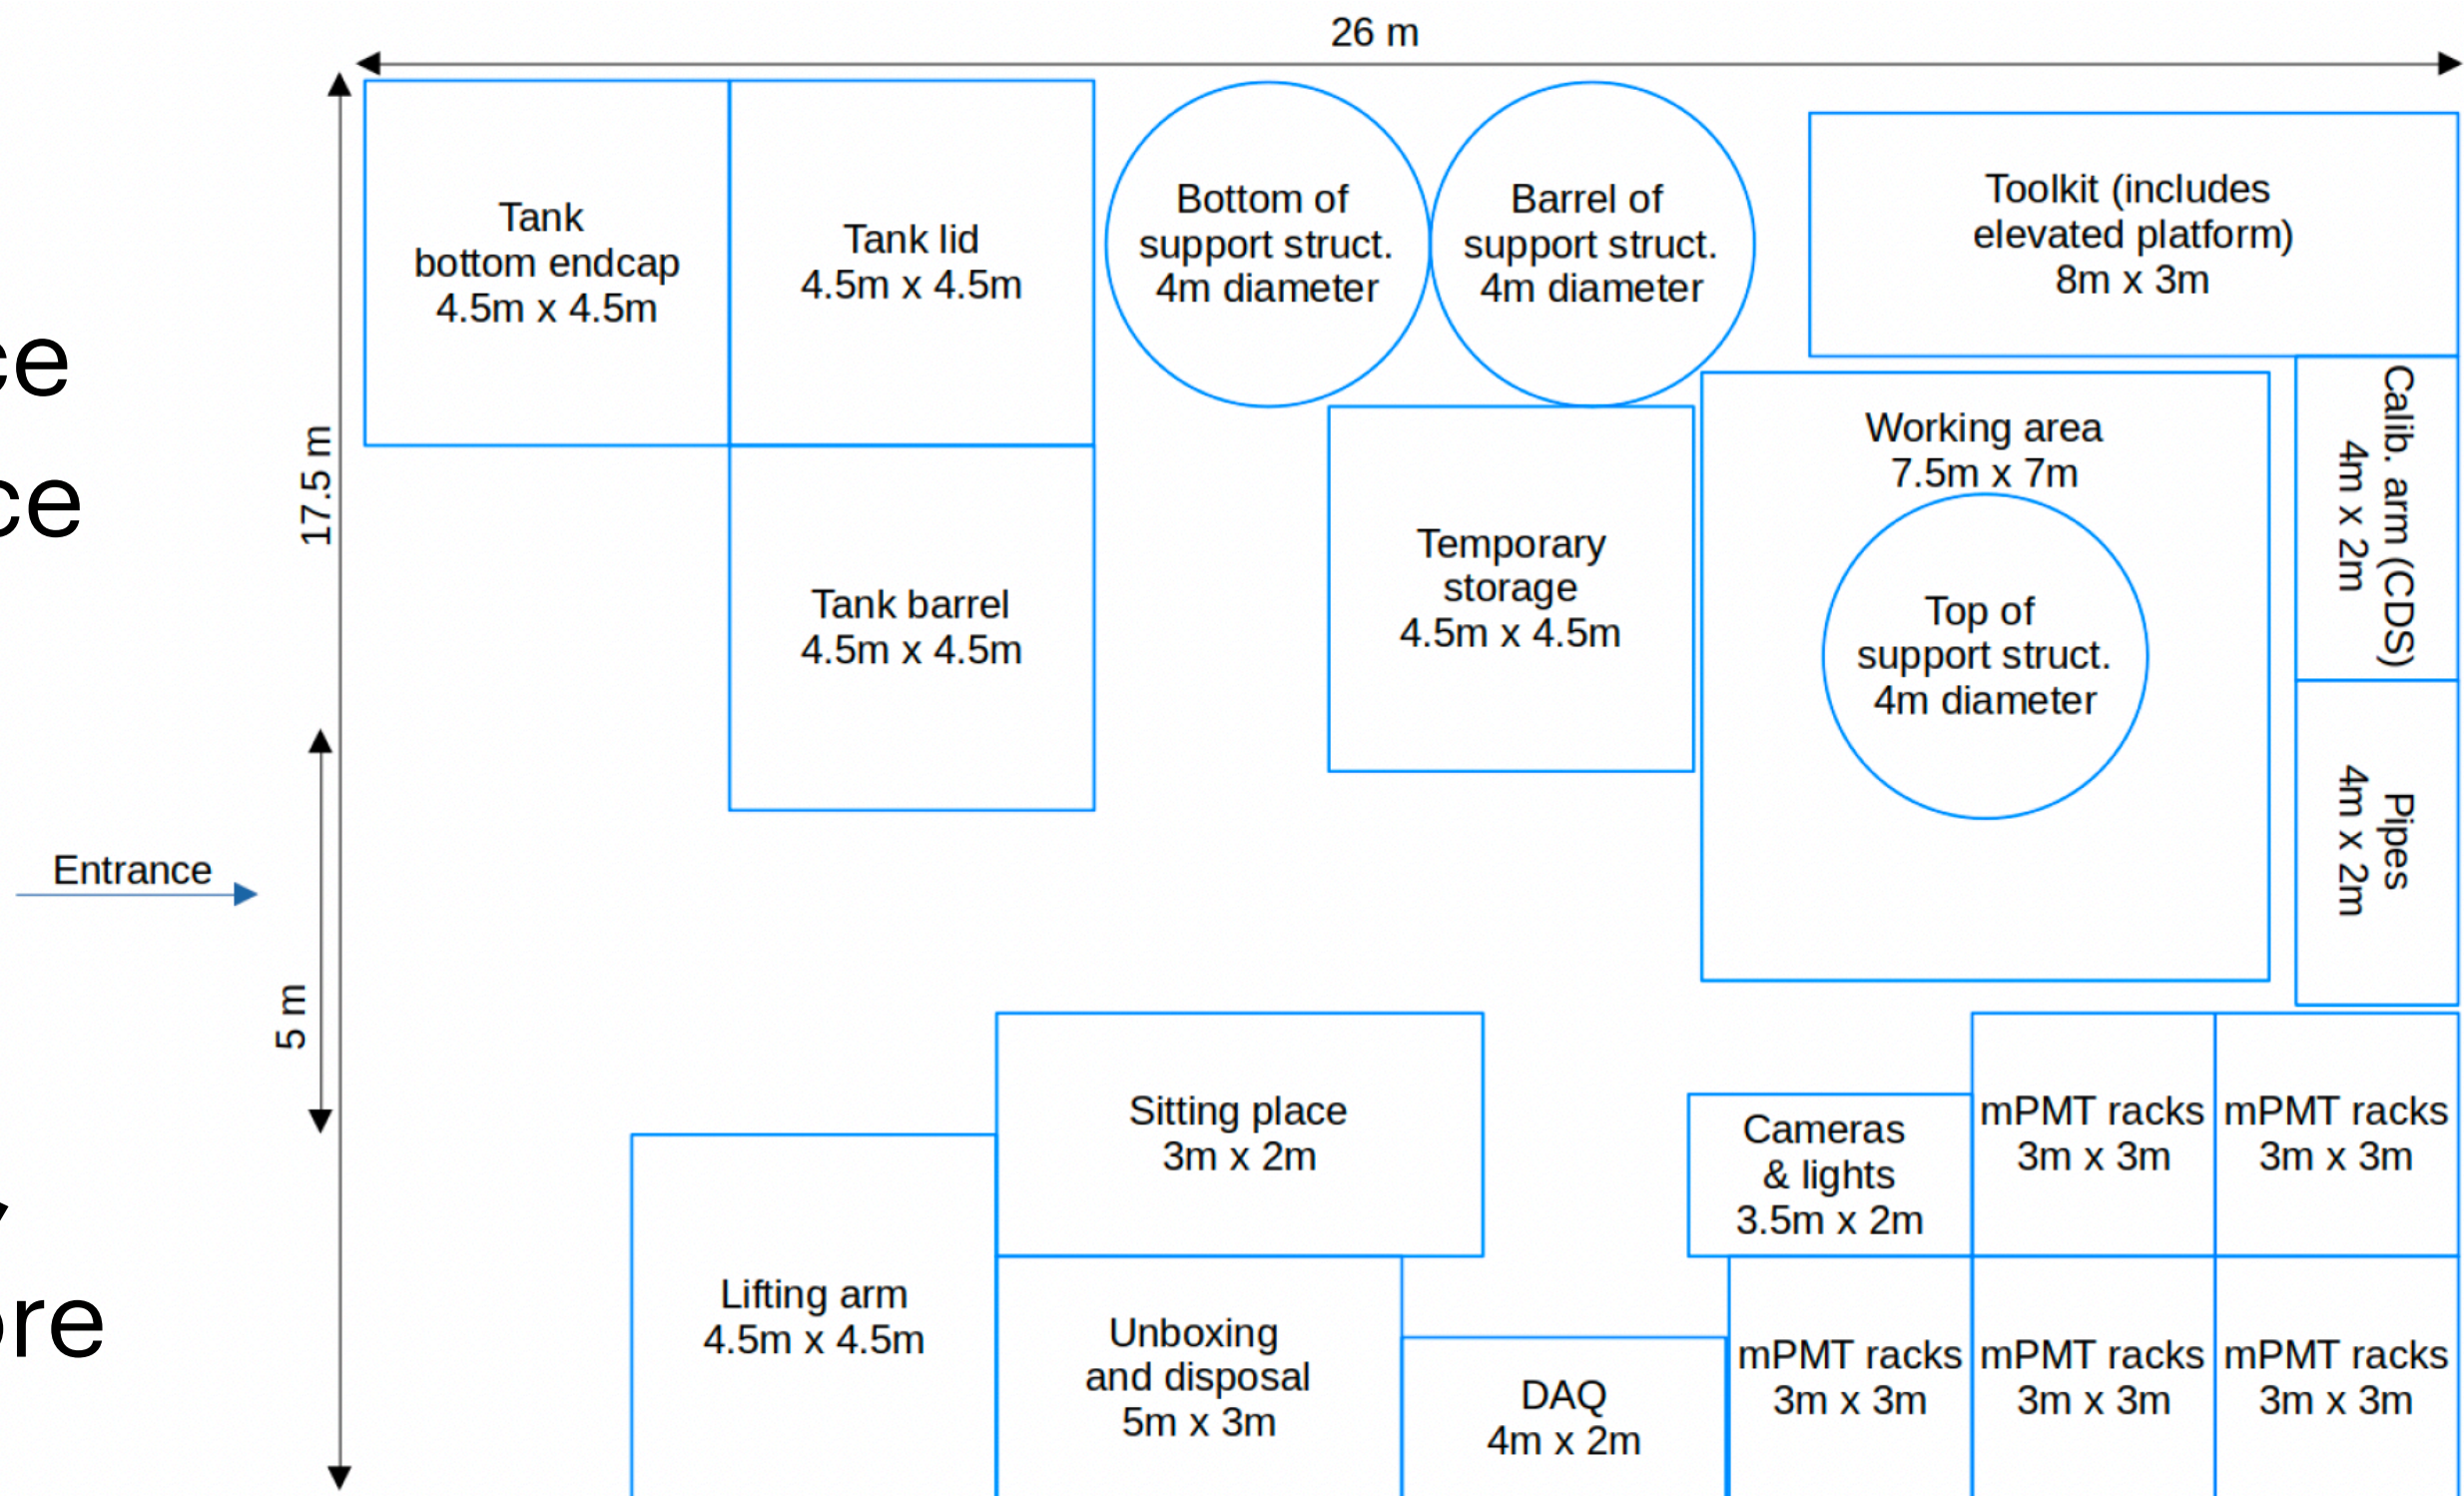 26 m
17.5 m
5 m
Entrance
ce
ce
ore
Tank
bottom endcap
4.5m x 4.5m
Tank lid
4.5m x 4.5m
Bottom of
support struct.
4m diameter
Barrel of
support struct.
4m diameter
Toolkit (includes
elevated platform)
8m x 3m
Tank barrel
4.5m x 4.5m
Temporary
storage
4.5m x 4.5m
Working area
7.5m x 7m
Top of
support struct.
4m diameter
Calib. arm (CDS)
4m x 2m
Pipes
4m x 2m
Sitting place
3m x 2m
Lifting arm
4.5m x 4.5m
Unboxing
and disposal
5m x 3m
DAQ
4m x 2m
Cameras
& lights
3.5m x 2m
mPMT racks
3m x 3m
mPMT racks
3m x 3m
mPMT racks
3m x 3m
mPMT racks
3m x 3m
mPMT racks
3m x 3m